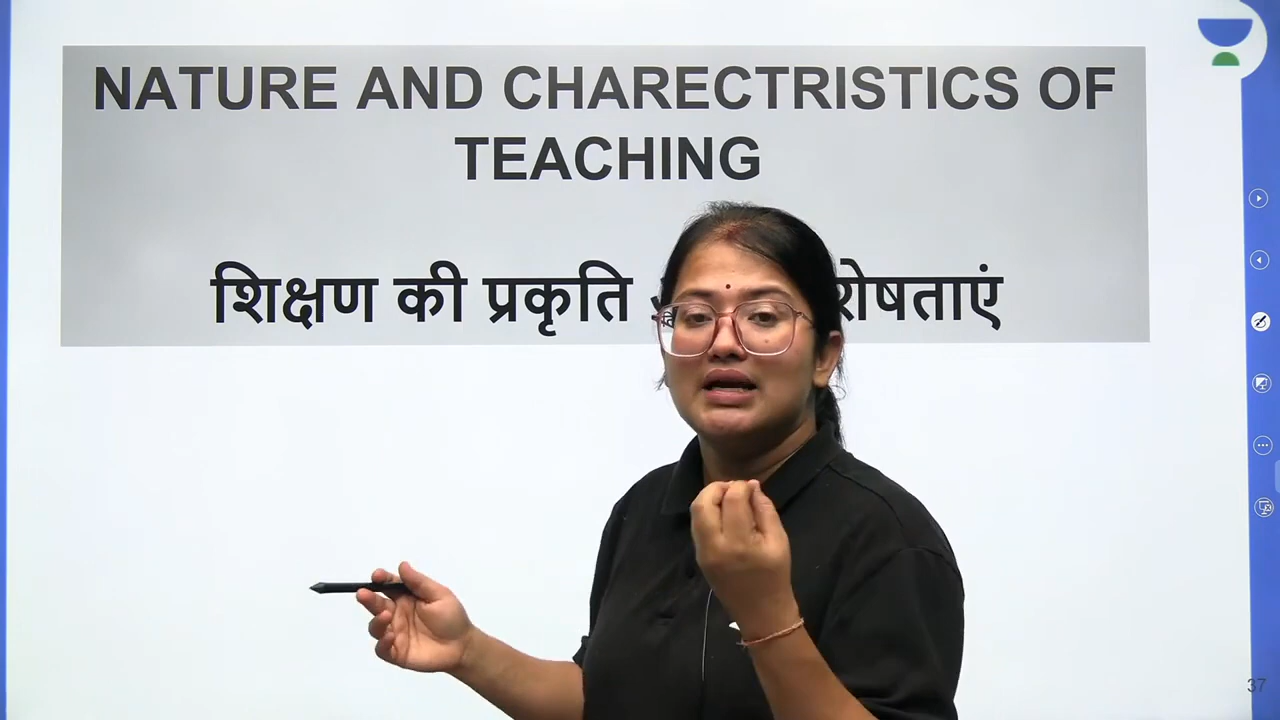 NATURE AND CHARECTRISTICS OF
TEACHING
शिक्षण की प्रकृति
37